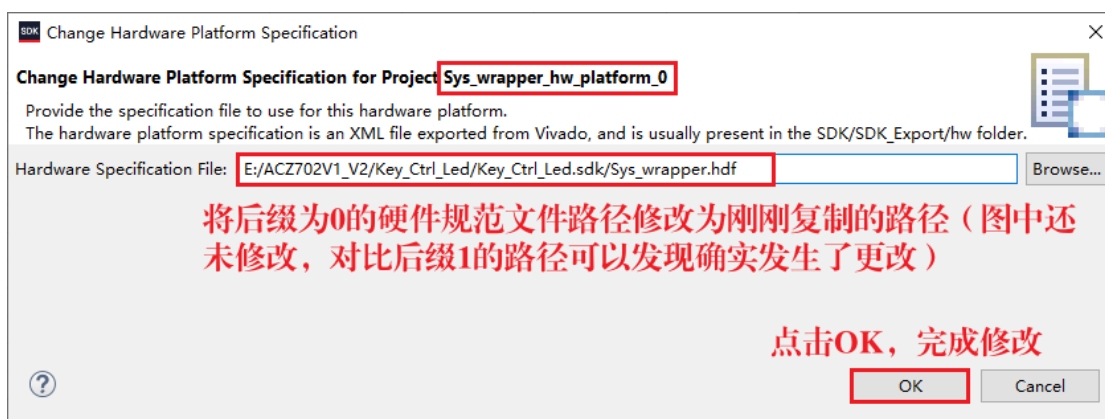 SDK Change Hardware Platform Specification
Change Hardware Platform Specification for Project Sys_wrapper_hw_platform_0
Provide the specification file to use for this hardware platform.
The hardware platform specification is an XML file exported from Vivado, and is usually present in the SDK/SDK_Export/hw folder.
Hardware Specification File: E:/ACZ702V1_V2/Key_Ctrl_Led/Key_Ctrl_Led.sdk/Sys_wrapper.hdf Browse...
将后缀为0的硬件规范文件路径修改为刚刚复制的路径（图中还
未修改，对比后缀1的路径可以发现确实发生了更改）
点击OK，完成修改
? OK Cancel